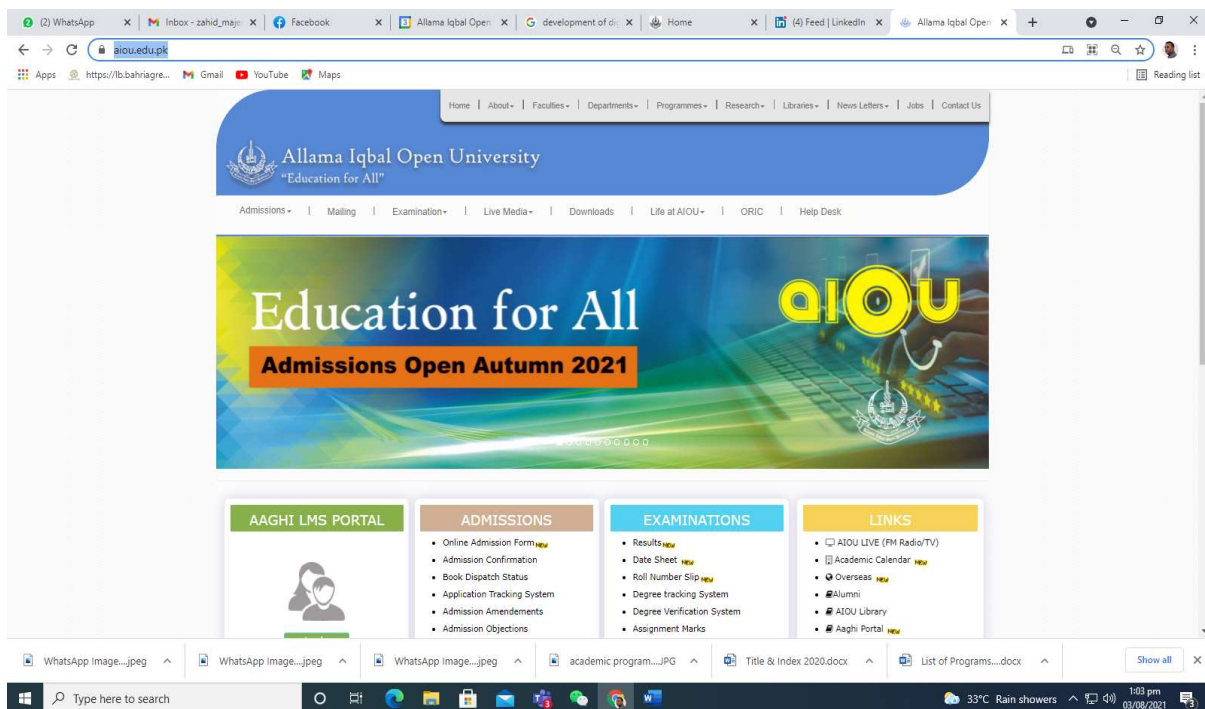 (2) WhatsApp
Inbox - zahid_maje
Facebook
Allama Iqbal Open
development of dig
Home
(4) Feed | LinkedIn
Allama Iqbal Open
aiou.edu.pk
Apps
https://lb.bahriagre...
Gmail
YouTube
Maps
Reading list
Home | About | Faculties | Departments | Programmes | Research | Libraries | News Letters | Jobs | Contact Us
Allama Iqbal Open University
"Education for All"
Admissions | Mailing | Examination | Live Media | Downloads | Life at AIOU | ORIC | Help Desk
Education for All
AIOU
Admissions Open Autumn 2021
AAGHI LMS PORTAL
ADMISSIONS
Online Admission Form NEW
Admission Confirmation
Book Dispatch Status
Application Tracking System
Admission Amendements
Admission Objections
EXAMINATIONS
Results NEW
Date Sheet NEW
Roll Number Slip NEW
Degree tracking System
Degree Verification System
Assignment Marks
LINKS
AIOU LIVE (FM Radio/TV)
Academic Calendar NEW
Overseas NEW
Alumni
AIOU Library
Aaghi Portal NEW
WhatsApp Image....jpeg
WhatsApp Image....jpeg
WhatsApp Image....jpeg
academic program....JPG
Title & Index 2020.docx
List of Programs....docx
Show all
Type here to search
33°C Rain showers
1:03 pm
03/08/2021